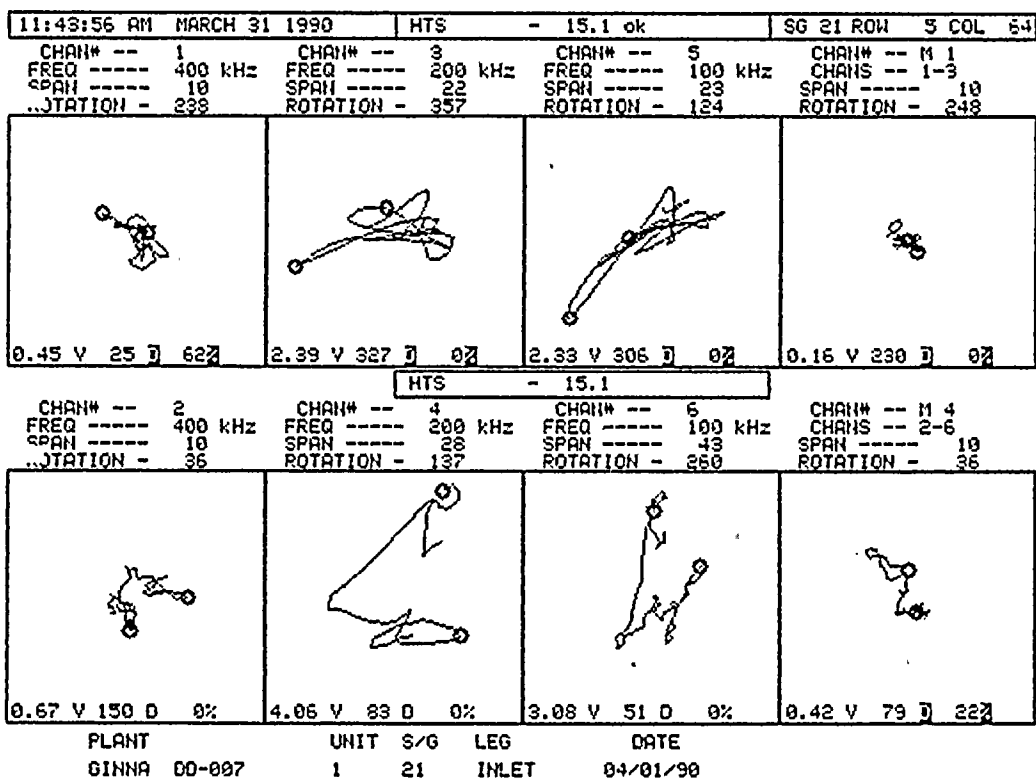 11:43:56 AM MARCH 31 1990 HTS - 15.1 ok SG 21 ROW 5 COL 64
CHAN# -- 1 CHAN# -- 3 CHAN# -- 5 CHAN# -- M 1
FREQ ----- 400 kHz FREQ ----- 200 kHz FREQ ----- 100 kHz CHANS -- 1-3
SPAN ----- 10 SPAN ----- 22 SPAN ----- 23 SPAN ----- 10
..OTATION - 238 ROTATION - 357 ROTATION - 124 ROTATION - 248
0.45 V 25 D 62% 2.39 V 327 D 0% 2.33 V 306 D 0% 0.16 V 230 D 0%
HTS - 15.1
CHAN# -- 2 CHAN# -- 4 CHAN# -- 6 CHAN# -- M 4
FREQ ----- 400 kHz FREQ ----- 200 kHz FREQ ----- 100 kHz CHANS -- 2-6
SPAN ----- 10 SPAN ----- 28 SPAN ----- 43 SPAN ----- 10
..OTATION - 36 ROTATION - 137 ROTATION - 260 ROTATION - 36
0.67 V 150 D 0% 4.06 V 83 D 0% 3.08 V 51 D 0% 0.42 V 79 D 22%
PLANT UNIT S/G LEG DATE
GINNA DD-007 1 21 INLET 04/01/90